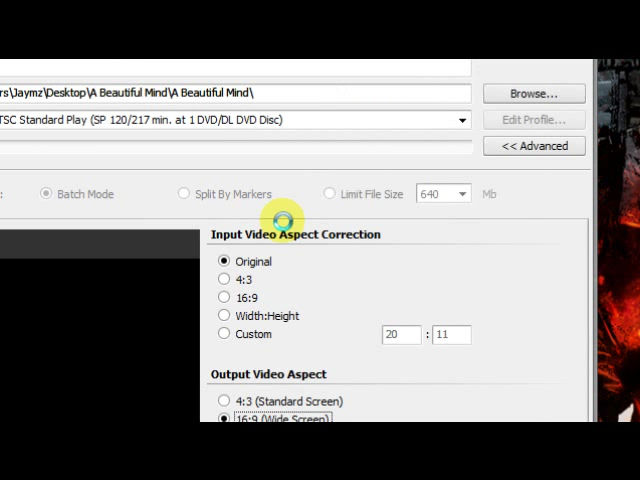 rs\Jaymz\Desktop\A Beautiful Mind\A Beautiful Mind\
Browse...
TSC Standard Play (SP 120/217 min. at 1 DVD/DL DVD Disc)
Edit Profile...
<< Advanced
: Batch Mode Split By Markers Limit File Size 640 Mb
Input Video Aspect Correction
Original
4:3
16:9
Width:Height
Custom 20 : 11
Output Video Aspect
4:3 (Standard Screen)
16:9 (Wide Screen)